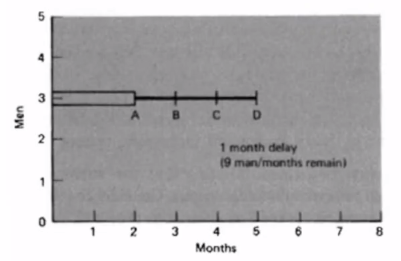 5
4
3
2
1
0
Men
A B C D
1 month delay
(9 man/months remain)
1 2 3 4 5 6 7 8
Months